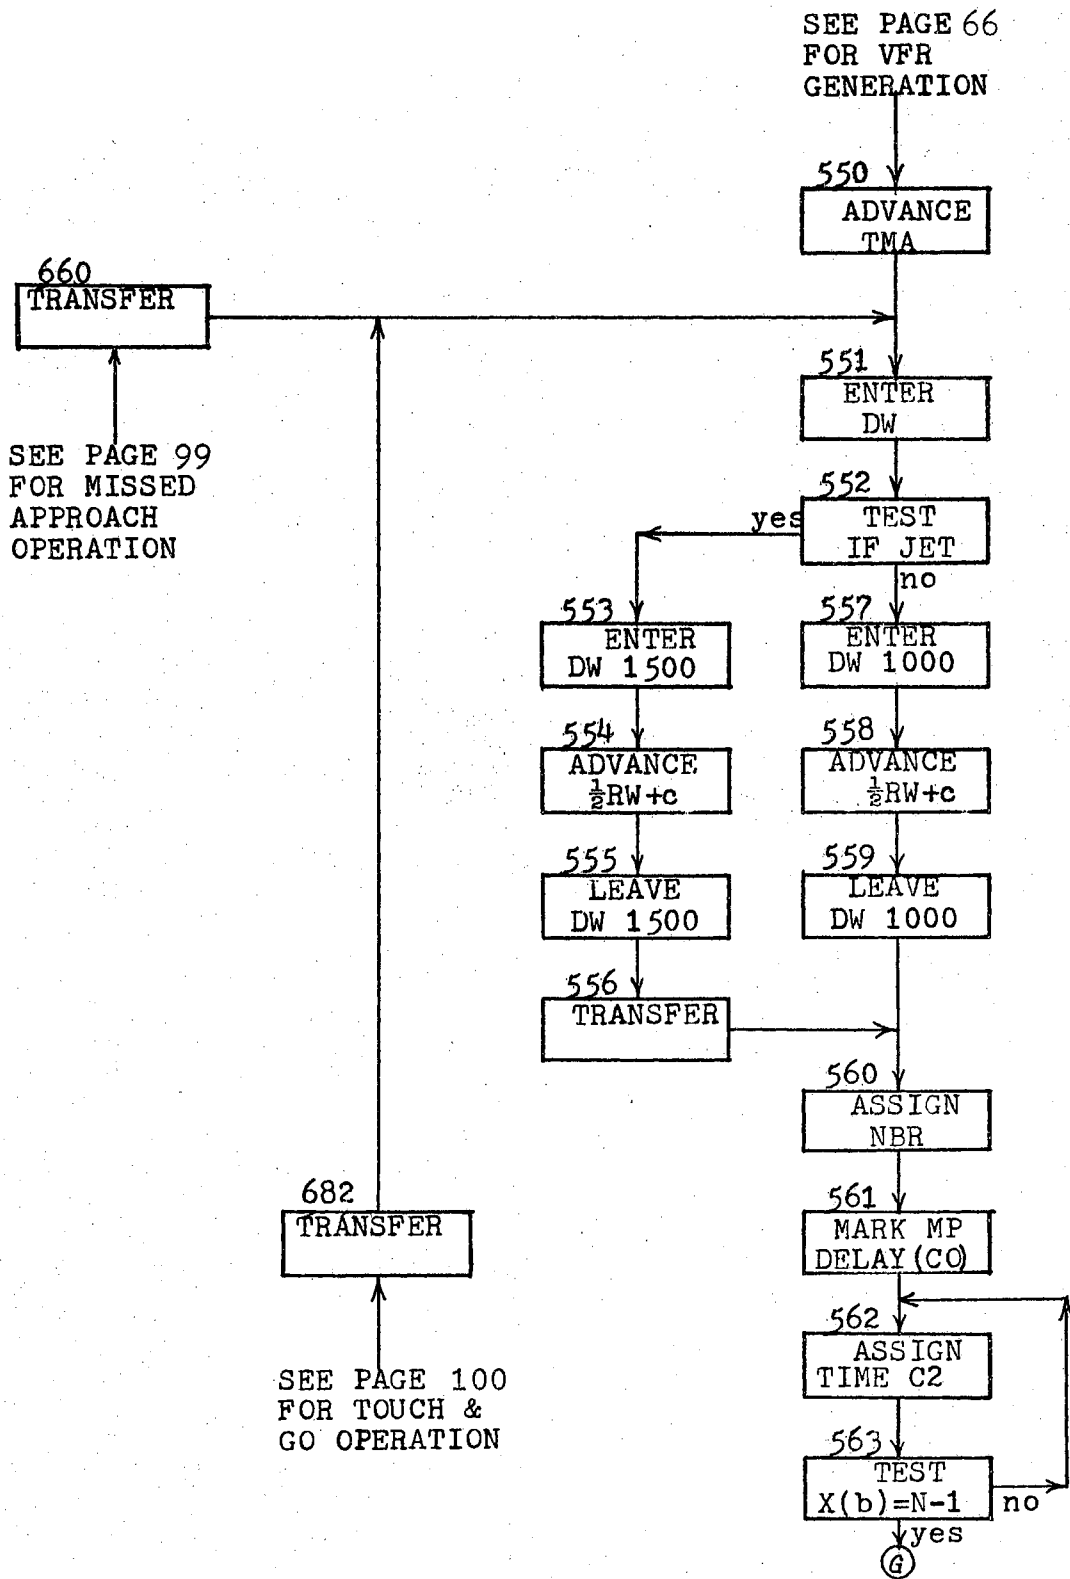 SEE PAGE 66
FOR VFR
GENERATION
550
ADVANCE
TMA
660
TRANSFER
SEE PAGE 99
FOR MISSED
APPROACH
OPERATION
551
ENTER
DW
552
TEST
IF JET
yes
no
553
ENTER
DW 1500
557
ENTER
DW 1000
554
ADVANCE
½RW+c
558
ADVANCE
½RW+c
555
LEAVE
DW 1500
559
LEAVE
DW 1000
556
TRANSFER
560
ASSIGN
NBR
682
TRANSFER
SEE PAGE 100
FOR TOUCH &
GO OPERATION
561
MARK MP
DELAY(CO)
562
ASSIGN
TIME C2
563
TEST
X(b)=N-1
no
yes
G